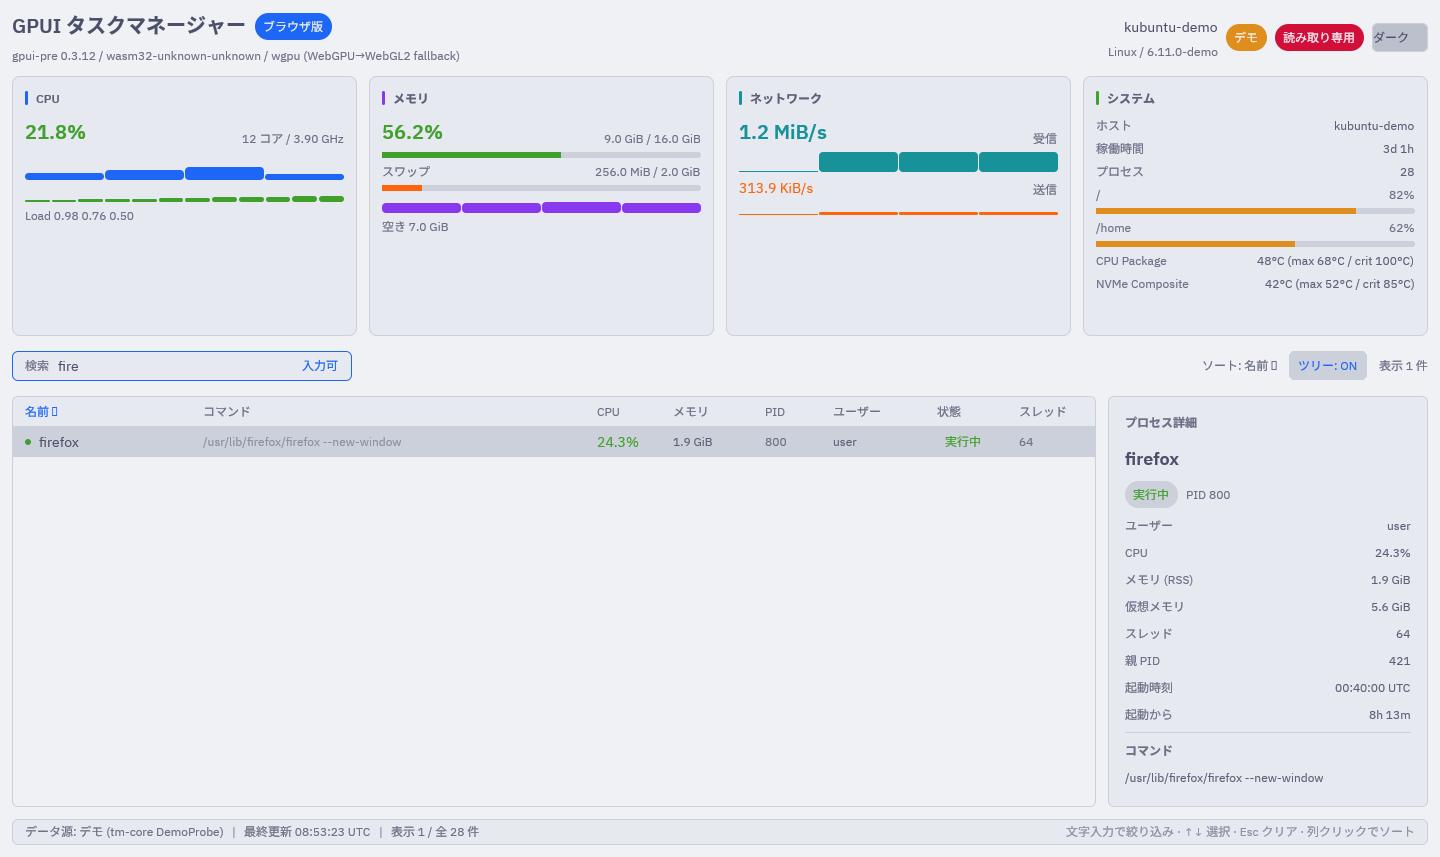 GPUI タスクマネージャー ブラウザ版
gpui-pre 0.3.12 / wasm32-unknown-unknown / wgpu (WebGPU→WebGL2 fallback)
kubuntu-demo
Linux / 6.11.0-demo
デモ 読み取り専用 ダーク
CPU
21.8% 12 コア / 3.90 GHz
Load 0.98 0.76 0.50
メモリ
56.2% 9.0 GiB / 16.0 GiB
スワップ 256.0 MiB / 2.0 GiB
空き 7.0 GiB
ネットワーク
1.2 MiB/s 受信
313.9 KiB/s 送信
システム
ホスト kubuntu-demo
稼働時間 3d 1h
プロセス 28
/ 82%
/home 62%
CPU Package 48°C (max 68°C / crit 100°C)
NVMe Composite 42°C (max 52°C / crit 85°C)
検索 fire 入力可
ソート: 名前 ツリー: ON 表示 1 件
名前 コマンド CPU メモリ PID ユーザー 状態 スレッド
firefox /usr/lib/firefox/firefox --new-window 24.3% 1.9 GiB 800 user 実行中 64
プロセス詳細
firefox
実行中 PID 800
ユーザー user
CPU 24.3%
メモリ (RSS) 1.9 GiB
仮想メモリ 5.6 GiB
スレッド 64
親 PID 421
起動時刻 00:40:00 UTC
起動から 8h 13m
コマンド
/usr/lib/firefox/firefox --new-window
データ源: デモ (tm-core DemoProbe) | 最終更新 08:53:23 UTC | 表示 1 / 全 28 件
文字入力で絞り込み · ↑↓ 選択 · Esc クリア · 列クリックでソート